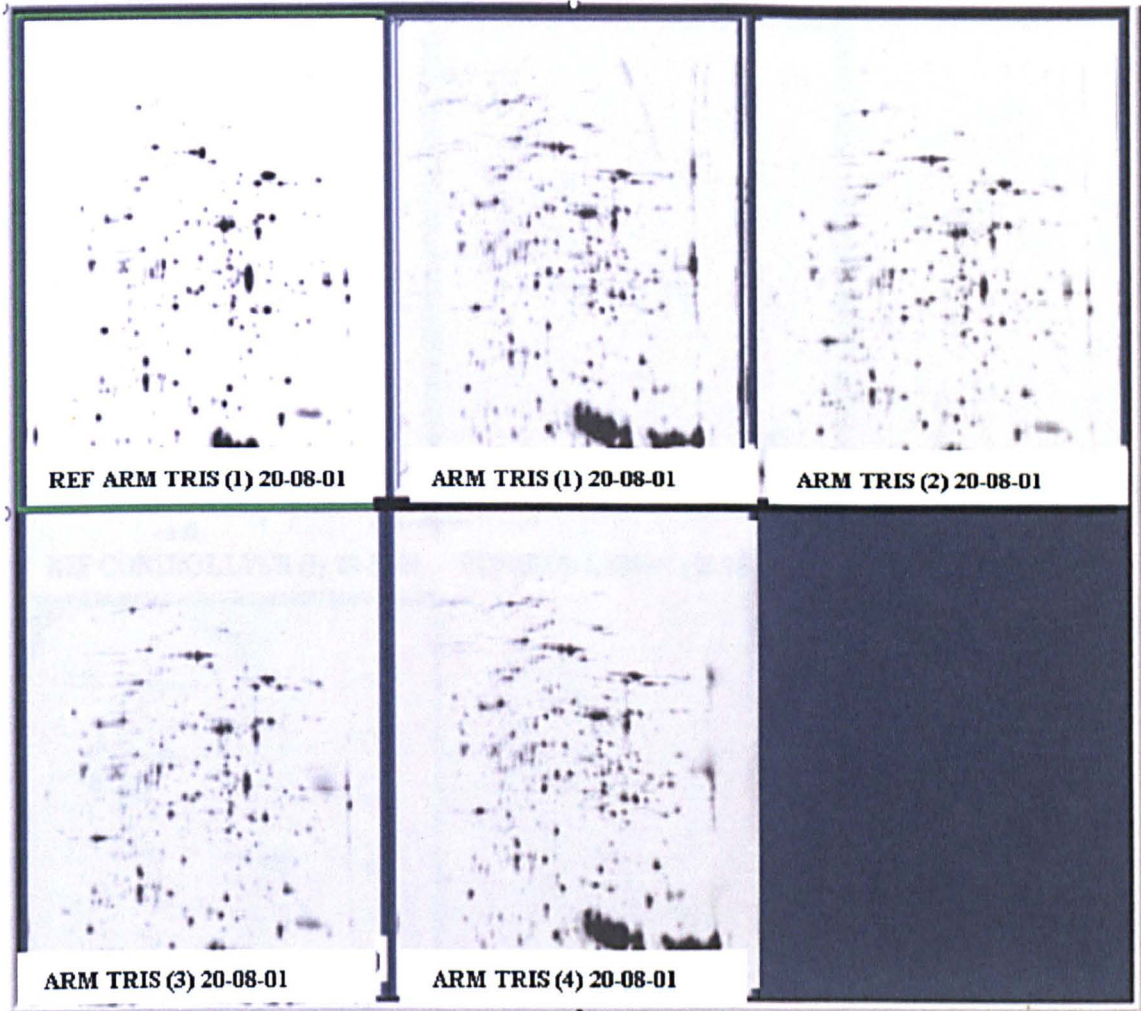 REF ARM TRIS (1) 20-08-01
ARM TRIS (1) 20-08-01
ARM TRIS (2) 20-08-01
ARM TRIS (3) 20-08-01
ARM TRIS (4) 20-08-01